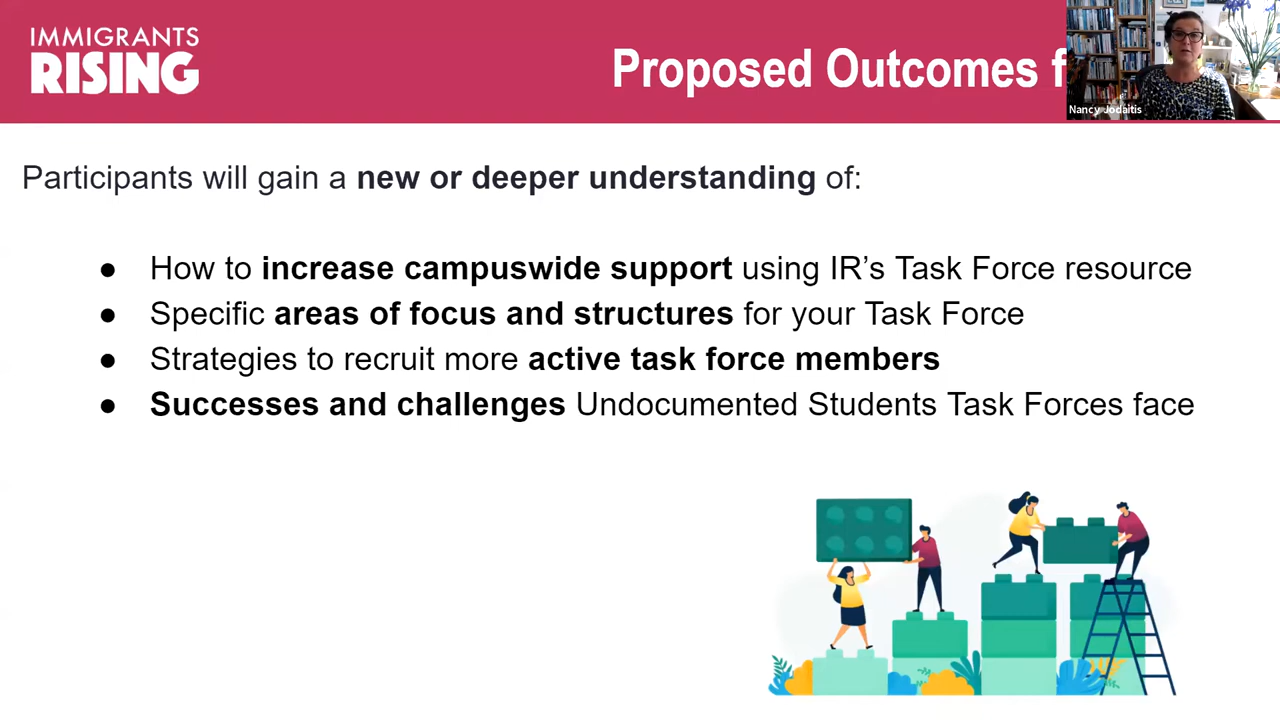 IMMIGRANTS
RISING
Proposed Outcomes f
Nancy Jodaitis
Participants will gain a new or deeper understanding of:
● How to increase campuswide support using IR’s Task Force resource
● Specific areas of focus and structures for your Task Force
● Strategies to recruit more active task force members
● Successes and challenges Undocumented Students Task Forces face